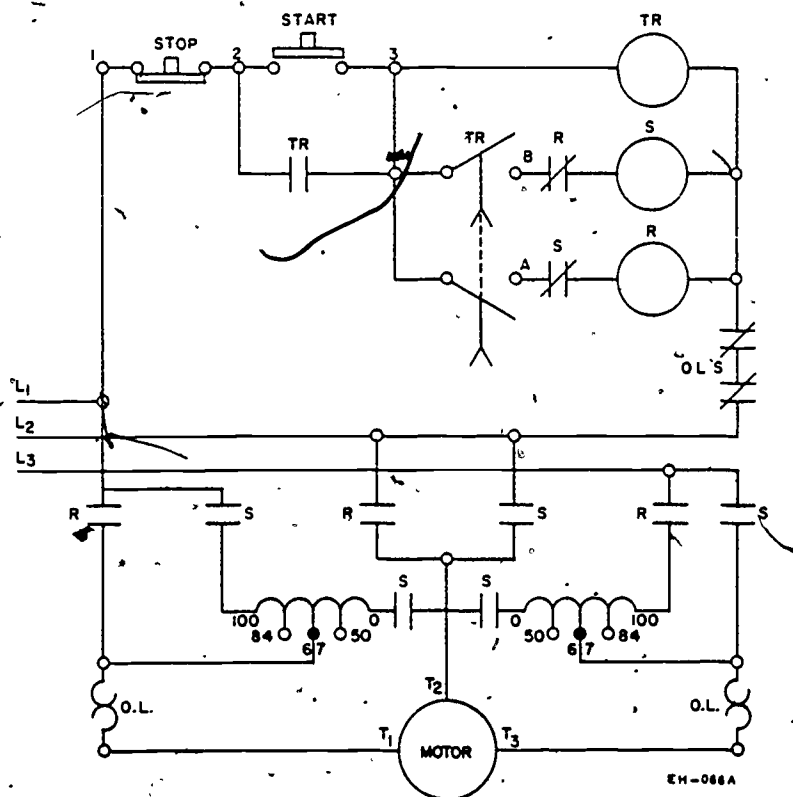 START
STOP
1 2 3 TR
TR TR B R S
A S R
O L'S
L1
L2
L3
R S R S R S
S S
100 84 67 50 0 0 50 67 84 100
O.L. T2 O.L.
T1 MOTOR T3
EH-066A